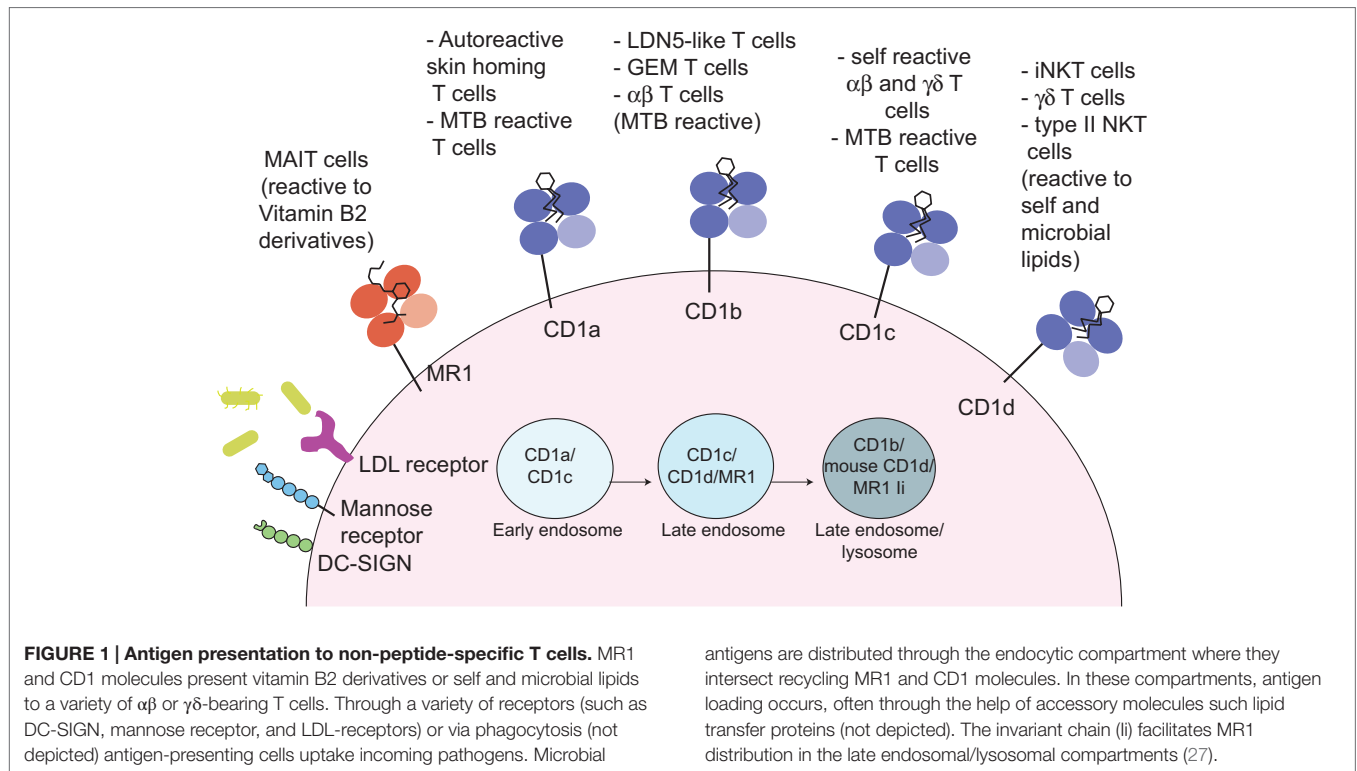 - Autoreactive
skin homing
T cells
- MTB reactive
T cells
- LDN5-like T cells
- GEM T cells
- αβ T cells
(MTB reactive)
- self reactive
αβ and γδ T
cells
- MTB reactive
T cells
- iNKT cells
- γδ T cells
- type II NKT
cells
(reactive to
self and
microbial
lipids)
MAIT cells
(reactive to
Vitamin B2
derivatives)
MR1
CD1a
CD1b
CD1c
CD1d
LDL receptor
Mannose
receptor
DC-SIGN
CD1a/
CD1c
Early endosome
CD1c/
CD1d/MR1
Late endosome
CD1b/
mouse CD1d/
MR1 Ii
Late endosome/
lysosome
FIGURE 1 | Antigen presentation to non-peptide-specific T cells. MR1
and CD1 molecules present vitamin B2 derivatives or self and microbial lipids
to a variety of αβ or γδ-bearing T cells. Through a variety of receptors (such as
DC-SIGN, mannose receptor, and LDL-receptors) or via phagocytosis (not
depicted) antigen-presenting cells uptake incoming pathogens. Microbial
antigens are distributed through the endocytic compartment where they
intersect recycling MR1 and CD1 molecules. In these compartments, antigen
loading occurs, often through the help of accessory molecules such lipid
transfer proteins (not depicted). The invariant chain (Ii) facilitates MR1
distribution in the late endosomal/lysosomal compartments (27).